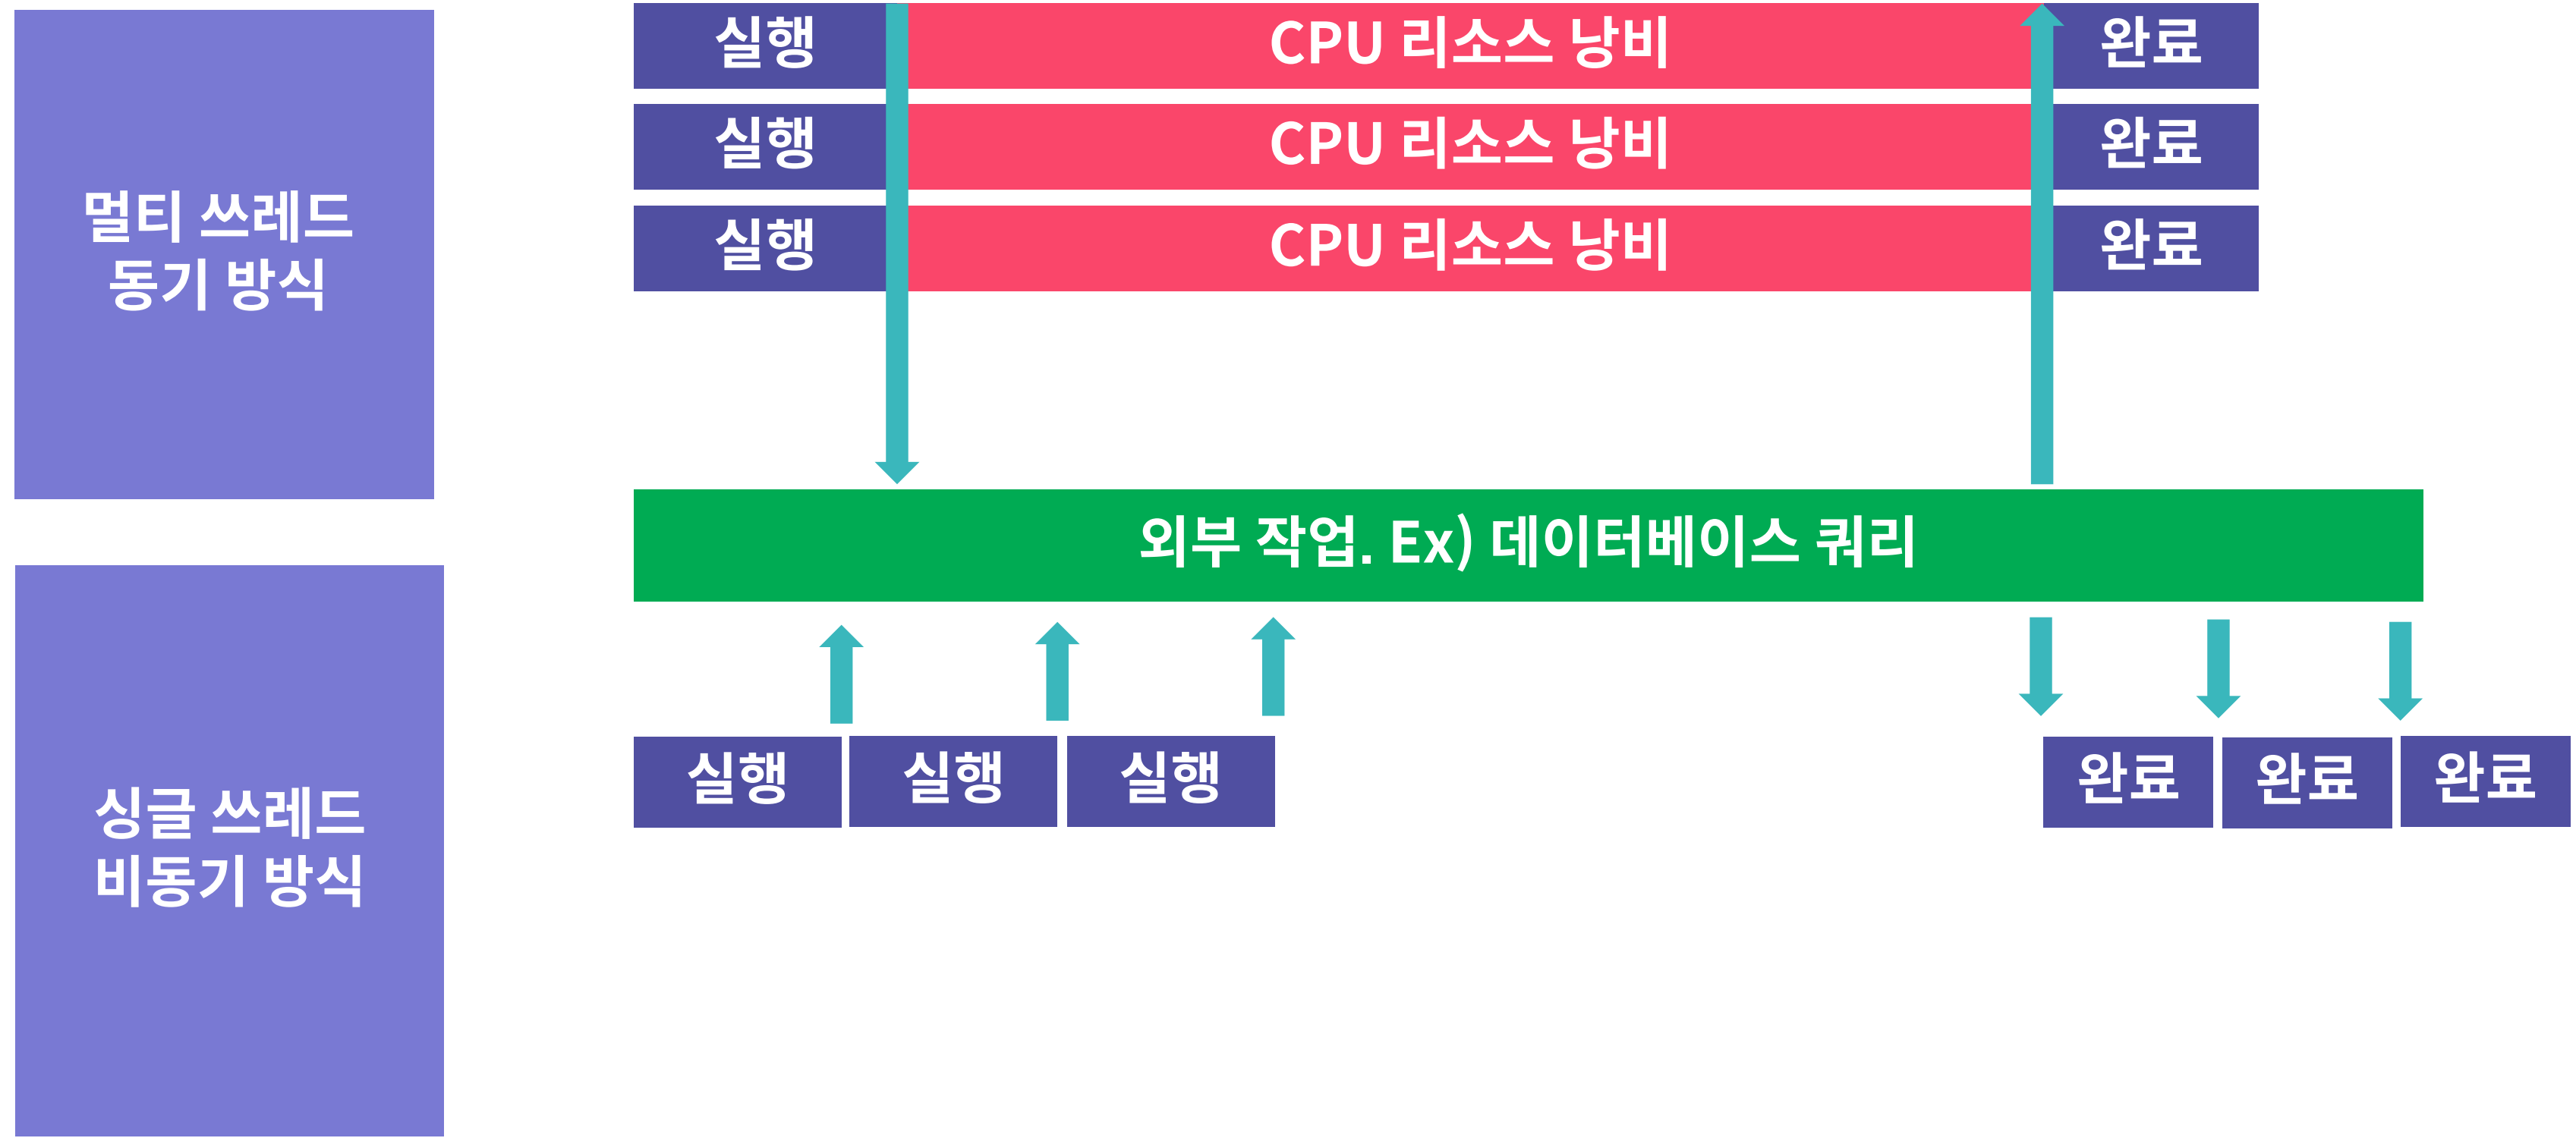 멀티 쓰레드
동기 방식
실행 CPU 리소스 낭비 완료
실행 CPU 리소스 낭비 완료
실행 CPU 리소스 낭비 완료
외부 작업. Ex) 데이터베이스 쿼리
싱글 쓰레드
비동기 방식
실행 실행 실행 완료 완료 완료